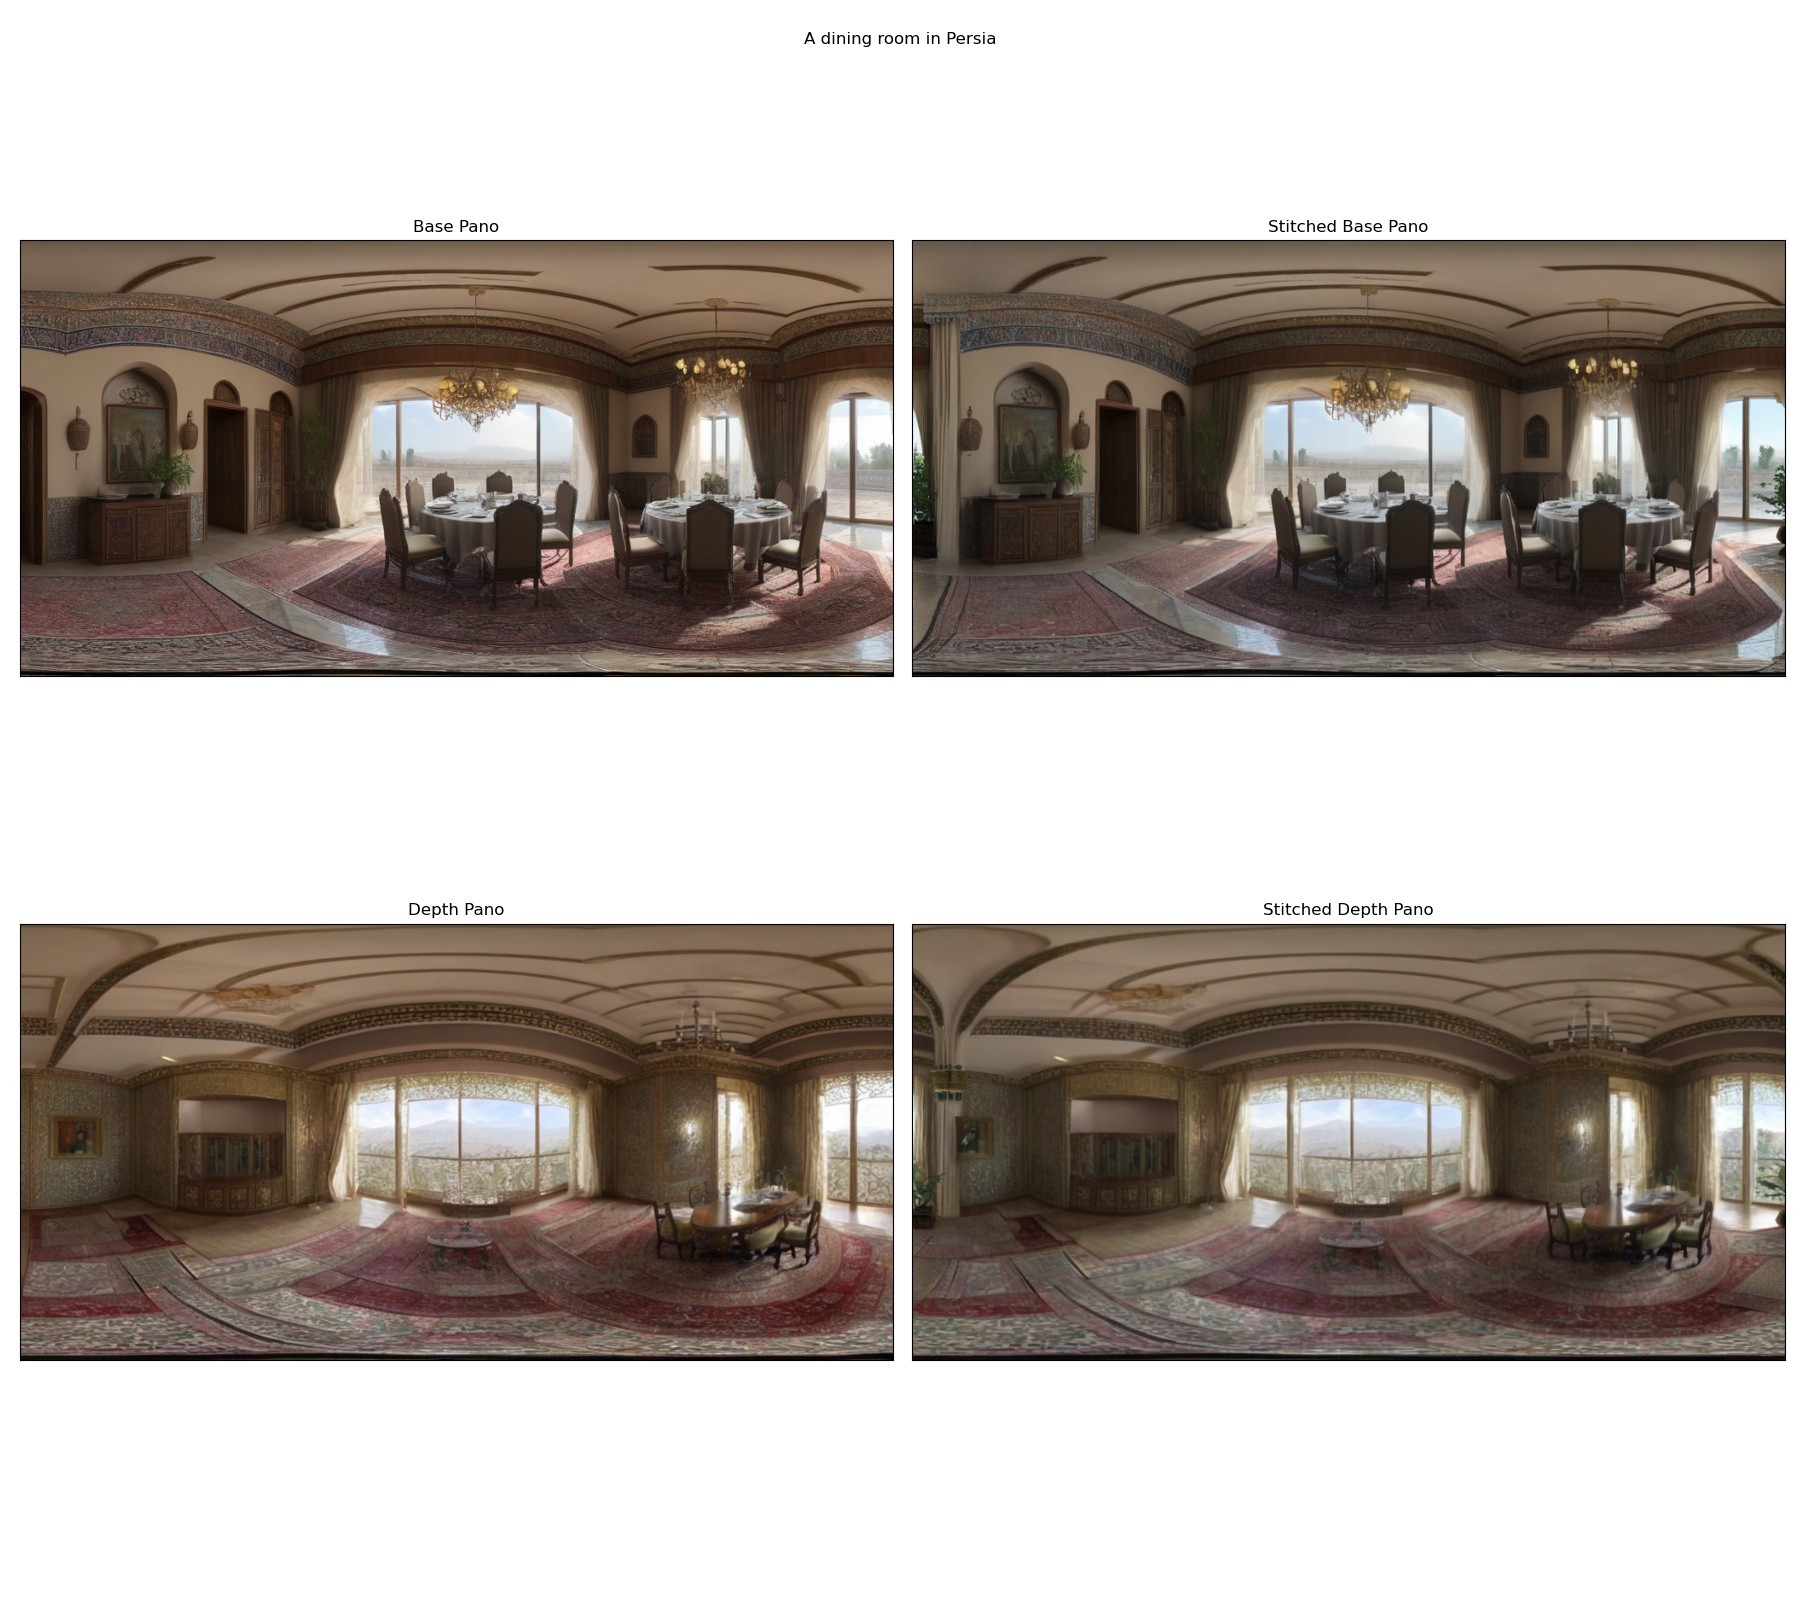 A dining room in Persia
Base Pano
Stitched Base Pano
Depth Pano
Stitched Depth Pano